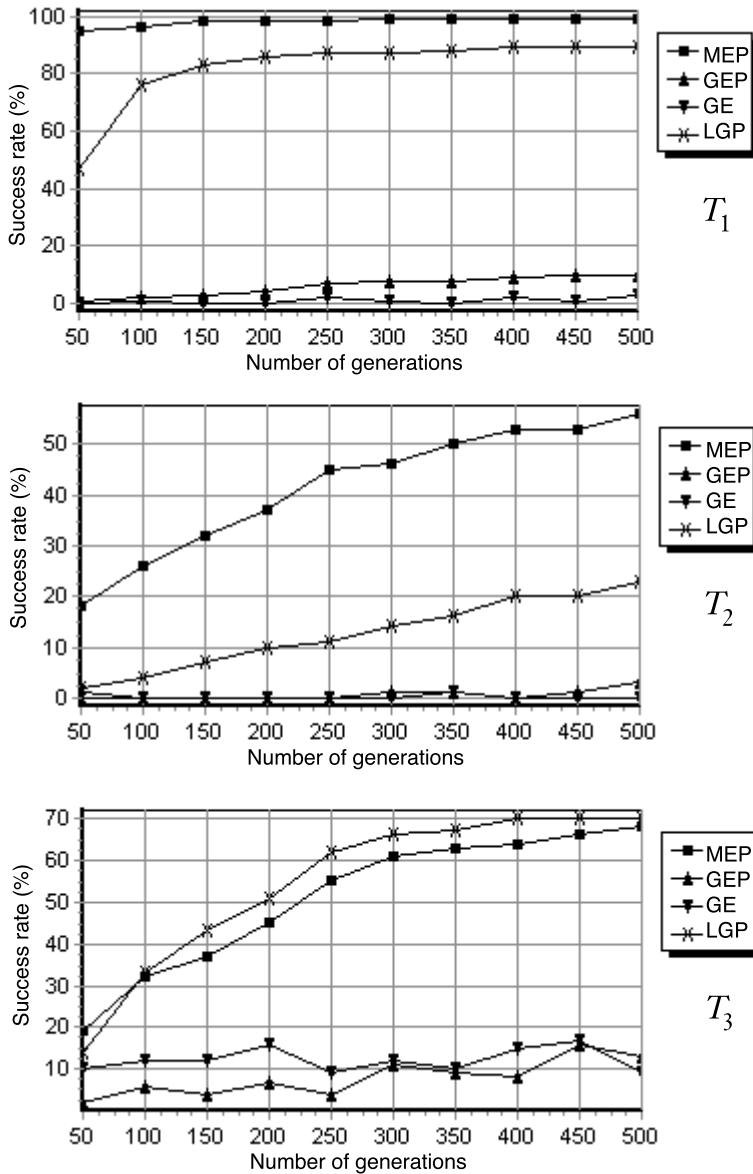 100
80
60
40
20
0
Success rate (%)
50 100 150 200 250 300 350 400 450 500
Number of generations
MEP
GEP
GE
LGP
T1
50
40
30
20
10
0
Success rate (%)
50 100 150 200 250 300 350 400 450 500
Number of generations
MEP
GEP
GE
LGP
T2
70
60
50
40
30
20
10
Success rate (%)
50 100 150 200 250 300 350 400 450 500
Number of generations
MEP
GEP
GE
LGP
T3